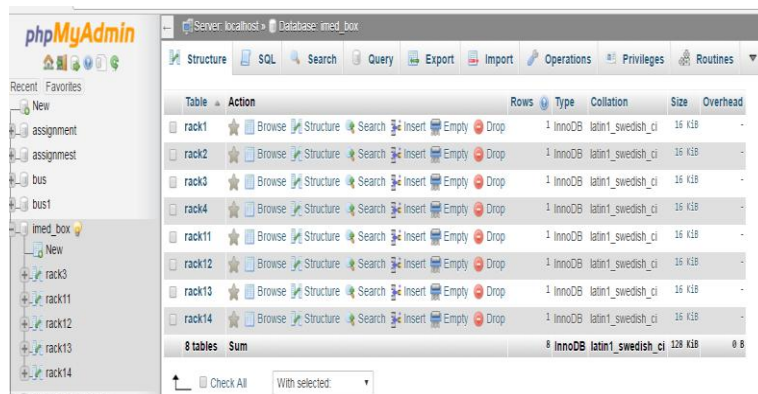 phpMyAdmin
Recent Favorites
New
assignment
assignmest
bus
bus1
imed_box
New
rack3
rack11
rack12
rack13
rack14
Server: localhost » Database: imed_box
Structure SQL Search Query Export Import Operations Privileges Routines
Table Action Rows Type Collation Size Overhead
rack1 Browse Structure Search Insert Empty Drop 1 InnoDB latin1_swedish_ci 16 KiB -
rack2 Browse Structure Search Insert Empty Drop 1 InnoDB latin1_swedish_ci 16 KiB -
rack3 Browse Structure Search Insert Empty Drop 1 InnoDB latin1_swedish_ci 16 KiB -
rack4 Browse Structure Search Insert Empty Drop 1 InnoDB latin1_swedish_ci 16 KiB -
rack11 Browse Structure Search Insert Empty Drop 1 InnoDB latin1_swedish_ci 16 KiB -
rack12 Browse Structure Search Insert Empty Drop 1 InnoDB latin1_swedish_ci 16 KiB -
rack13 Browse Structure Search Insert Empty Drop 1 InnoDB latin1_swedish_ci 16 KiB -
rack14 Browse Structure Search Insert Empty Drop 1 InnoDB latin1_swedish_ci 16 KiB -
8 tables Sum 8 InnoDB latin1_swedish_ci 128 KiB 0 B
Check All With selected: